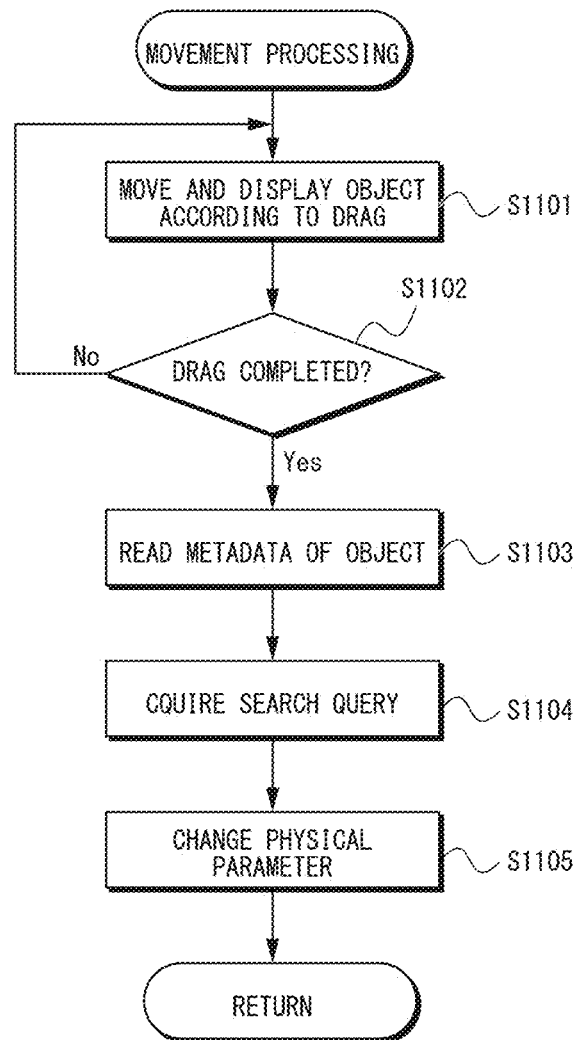 MOVEMENT PROCESSING
MOVE AND DISPLAY OBJECT
ACCORDING TO DRAG
S1101
S1102
No
DRAG COMPLETED?
Yes
READ METADATA OF OBJECT
S1103
CQUIRE SEARCH QUERY
S1104
CHANGE PHYSICAL
PARAMETER
S1105
RETURN